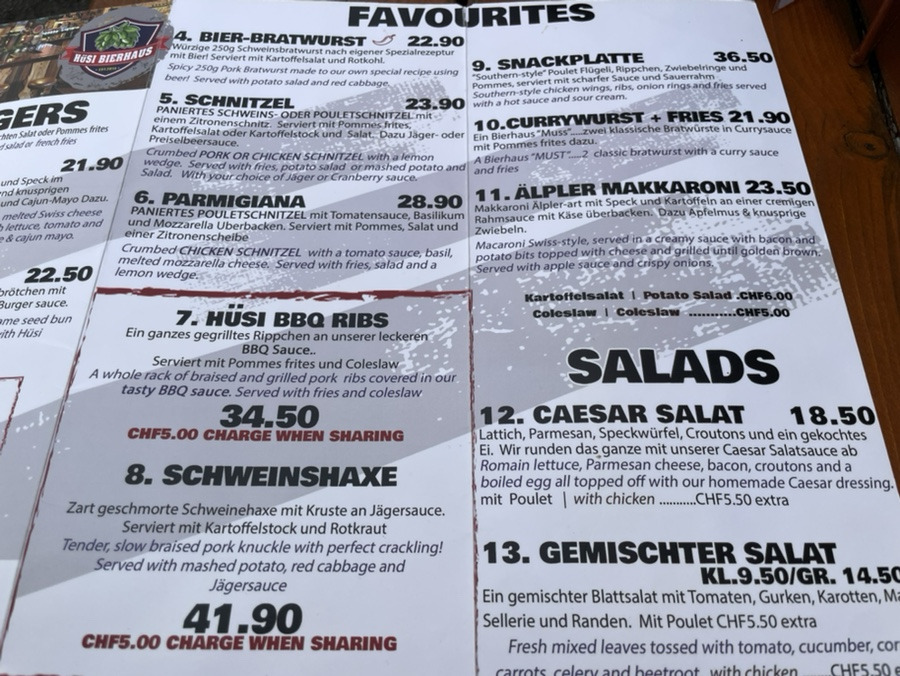 HÜSI BIERHAUS
GERS
chten Salat oder Pommes frites
d salad or french fries
21.90
und Speck im
nd knusprigen
und Cajun-Mayo Dazu.
melted Swiss cheese
h lettuce, tomato and
e & cajun mayo.
22.50
brötchen mit
Burger sauce.
ame seed bun
with Hüsi
FAVOURITES
4. BIER-BRATWURST 22.90
Würzige 250g Schweinsbratwurst nach eigener Spezialrezeptur
mit Bier! Serviert mit Kartoffelsalat und Rotkohl.
Spicy 250g Pork Bratwurst made to our own special recipe using
beer! Served with potato salad and red cabbage.
5. SCHNITZEL 23.90
PANIERTES SCHWEINS- ODER POULETSCHNITZEL mit
einem Zitronenschnitz. Serviert mit Pommes frites,
Kartoffelsalat oder Kartoffelstock und Salat. Dazu Jäger- oder
Preiselbeersauce.
Crumbed PORK OR CHICKEN SCHNITZEL with a lemon
wedge. Served with fries, potato salad or mashed potato and
Salad. With your choice of Jäger or Cranberry sauce.
6. PARMIGIANA 28.90
PANIERTES POULETSCHNITZEL mit Tomatensauce, Basilikum
und Mozzarella Überbacken. Serviert mit Pommes, Salat und
einer Zitronenscheibe
Crumbed CHICKEN SCHNITZEL with a tomato sauce, basil,
melted mozzarella cheese. Served with fries, salad and a
lemon wedge.
7. HÜSI BBQ RIBS
Ein ganzes gegrilltes Rippchen an unserer leckeren
BBQ Sauce..
Serviert mit Pommes frites und Coleslaw
A whole rack of braised and grilled pork ribs covered in our
tasty BBQ sauce. Served with fries and coleslaw
34.50
CHF5.00 CHARGE WHEN SHARING
8. SCHWEINSHAXE
Zart geschmorte Schweinehaxe mit Kruste an Jägersauce.
Serviert mit Kartoffelstock und Rotkraut
Tender, slow braised pork knuckle with perfect crackling!
Served with mashed potato, red cabbage and
Jägersauce
41.90
CHF5.00 CHARGE WHEN SHARING
9. SNACKPLATTE 36.50
"Southern-style" Poulet Flügeli, Rippchen, Zwiebelringe und
Pommes, serviert mit scharfer Sauce und Sauerrahm
Southern-style chicken wings, ribs, onion rings and fries served
with a hot sauce and sour cream.
10.CURRYWURST + FRIES 21.90
Ein Bierhaus "Muss".....zwei klassische Bratwürste in Currysauce
mit Pommes frites dazu.
A Bierhaus "MUST".....2 classic bratwurst with a curry sauce
and fries
11. ÄLPLER MAKKARONI 23.50
Makkaroni Älpler-art mit Speck und Kartoffeln an einer cremigen
Rahmsauce mit Käse überbacken. Dazu Apfelmus & knusprige
Zwiebeln.
Macaroni Swiss-style, served in a creamy sauce with bacon and
potato bits topped with cheese and grilled until golden brown.
Served with apple sauce and crispy onions.
Kartoffelsalat | Potato Salad .CHF6.00
Coleslaw | Coleslaw ...........CHF5.00
SALADS
12. CAESAR SALAT 18.50
Lattich, Parmesan, Speckwürfel, Croutons und ein gekochtes
Ei. Wir runden das ganze mit unserer Caesar Salatsauce ab
Romain lettuce, Parmesan cheese, bacon, croutons and a
boiled egg all topped off with our homemade Caesar dressing.
mit Poulet | with chicken ..........CHF5.50 extra
13. GEMISCHTER SALAT
KL.9.50/GR. 14.50
Ein gemischter Blattsalat mit Tomaten, Gurken, Karotten, Ma
Sellerie und Randen. Mit Poulet CHF5.50 extra
Fresh mixed leaves tossed with tomato, cucumber, cor
carrots, celery and beetroot. with chicken ......CHF5.50 e